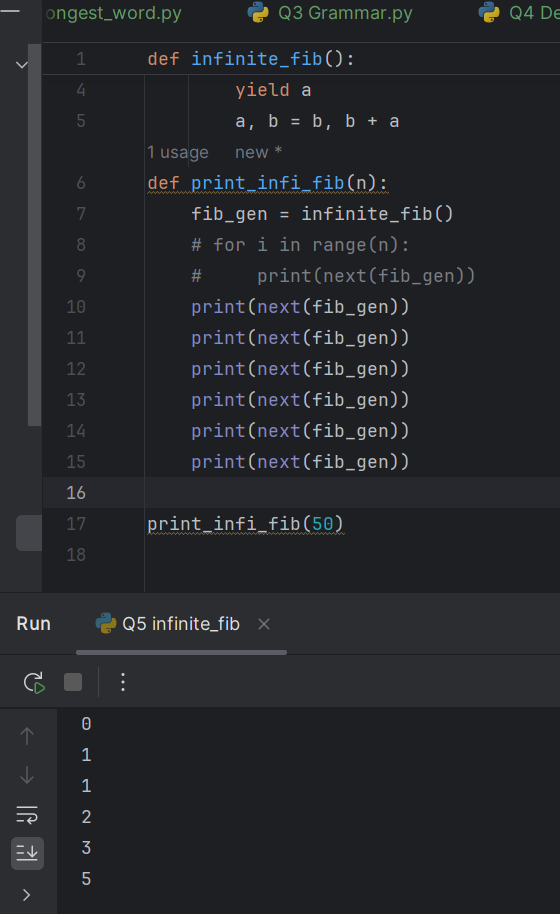 ongest_word.py Q3 Grammar.py Q4 De
1 def infinite_fib():
4 yield a
5 a, b = b, b + a
1 usage new *
6 def print_infi_fib(n):
7 fib_gen = infinite_fib()
8 # for i in range(n):
9 #     print(next(fib_gen))
10 print(next(fib_gen))
11 print(next(fib_gen))
12 print(next(fib_gen))
13 print(next(fib_gen))
14 print(next(fib_gen))
15 print(next(fib_gen))
16
17 print_infi_fib(50)
18
Run Q5 infinite_fib
0
1
1
2
3
5